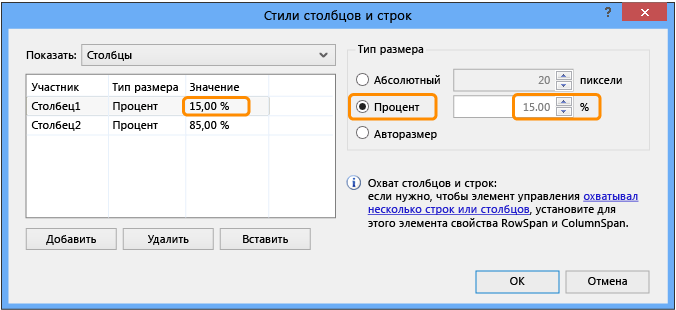 Стили столбцов и строк
?
Показать: Столбцы
Участник Тип размера Значение
Столбец1 Процент 15,00 %
Столбец2 Процент 85,00 %
Добавить Удалить Вставить
Тип размера
Абсолютный 20 пиксели
Процент 15.00 %
Авторазмер
Охват столбцов и строк:
если нужно, чтобы элемент управления охватывал
несколько строк или столбцов, установите для
этого элемента свойства RowSpan и ColumnSpan.
OK Отмена